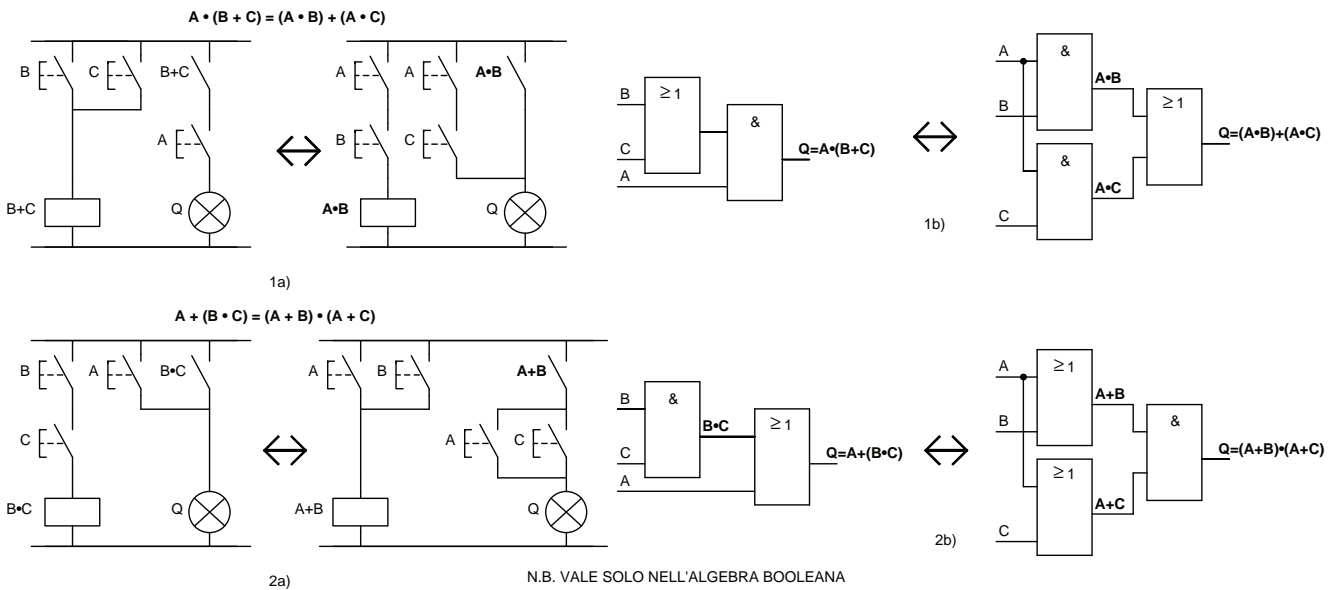 A • (B + C) = (A • B) + (A • C)
B C B+C A A A•B
A B C
B+C Q A•B Q
1a)
B ≥ 1 &
C Q=A•(B+C)
A
A & A•B ≥ 1
B Q=(A•B)+(A•C)
& A•C
C
1b)
A + (B • C) = (A + B) • (A + C)
B A B•C A B A+B
C A C
B•C Q A+B Q
2a)
B & B•C ≥ 1
C Q=A+(B•C)
A
A ≥ 1 A+B &
B Q=(A+B)•(A+C)
≥ 1 A+C
C
2b)
N.B. VALE SOLO NELL'ALGEBRA BOOLEANA